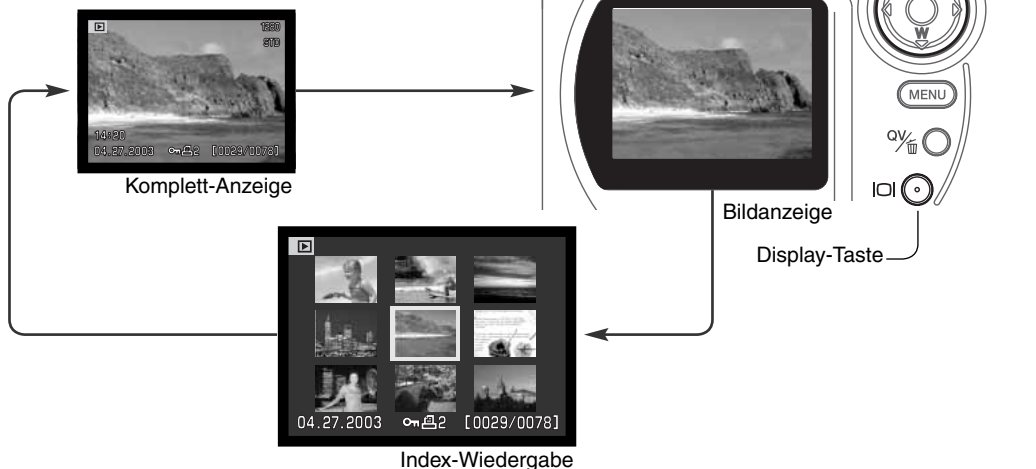 1280
STD
14:20
04.27.2003 2 [0029/0078]
Komplett-Anzeige
W
MENU
QV/
Bildanzeige
Display-Taste
04.27.2003 2 [0029/0078]
Index-Wiedergabe